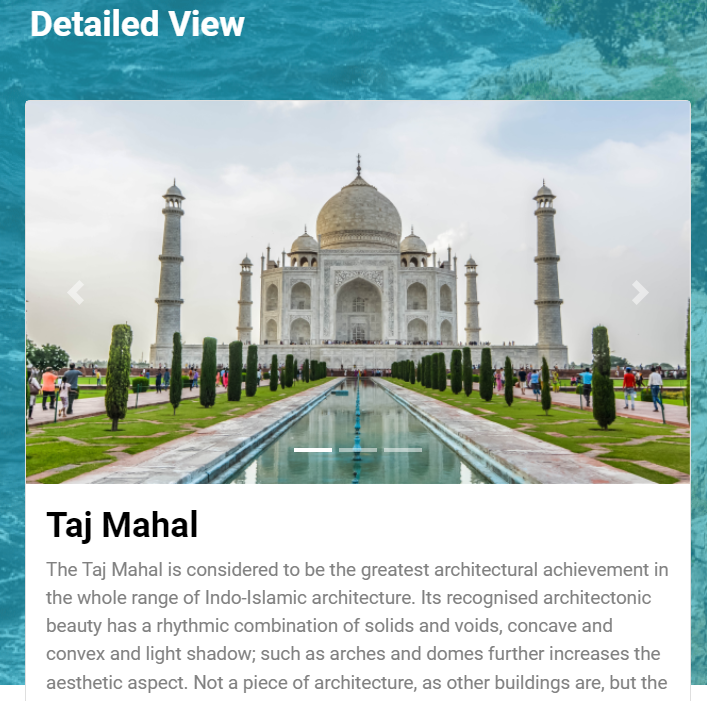 Detailed View
Taj Mahal
The Taj Mahal is considered to be the greatest architectural achievement in
the whole range of Indo-Islamic architecture. Its recognised architectonic
beauty has a rhythmic combination of solids and voids, concave and
convex and light shadow; such as arches and domes further increases the
aesthetic aspect. Not a piece of architecture, as other buildings are, but the